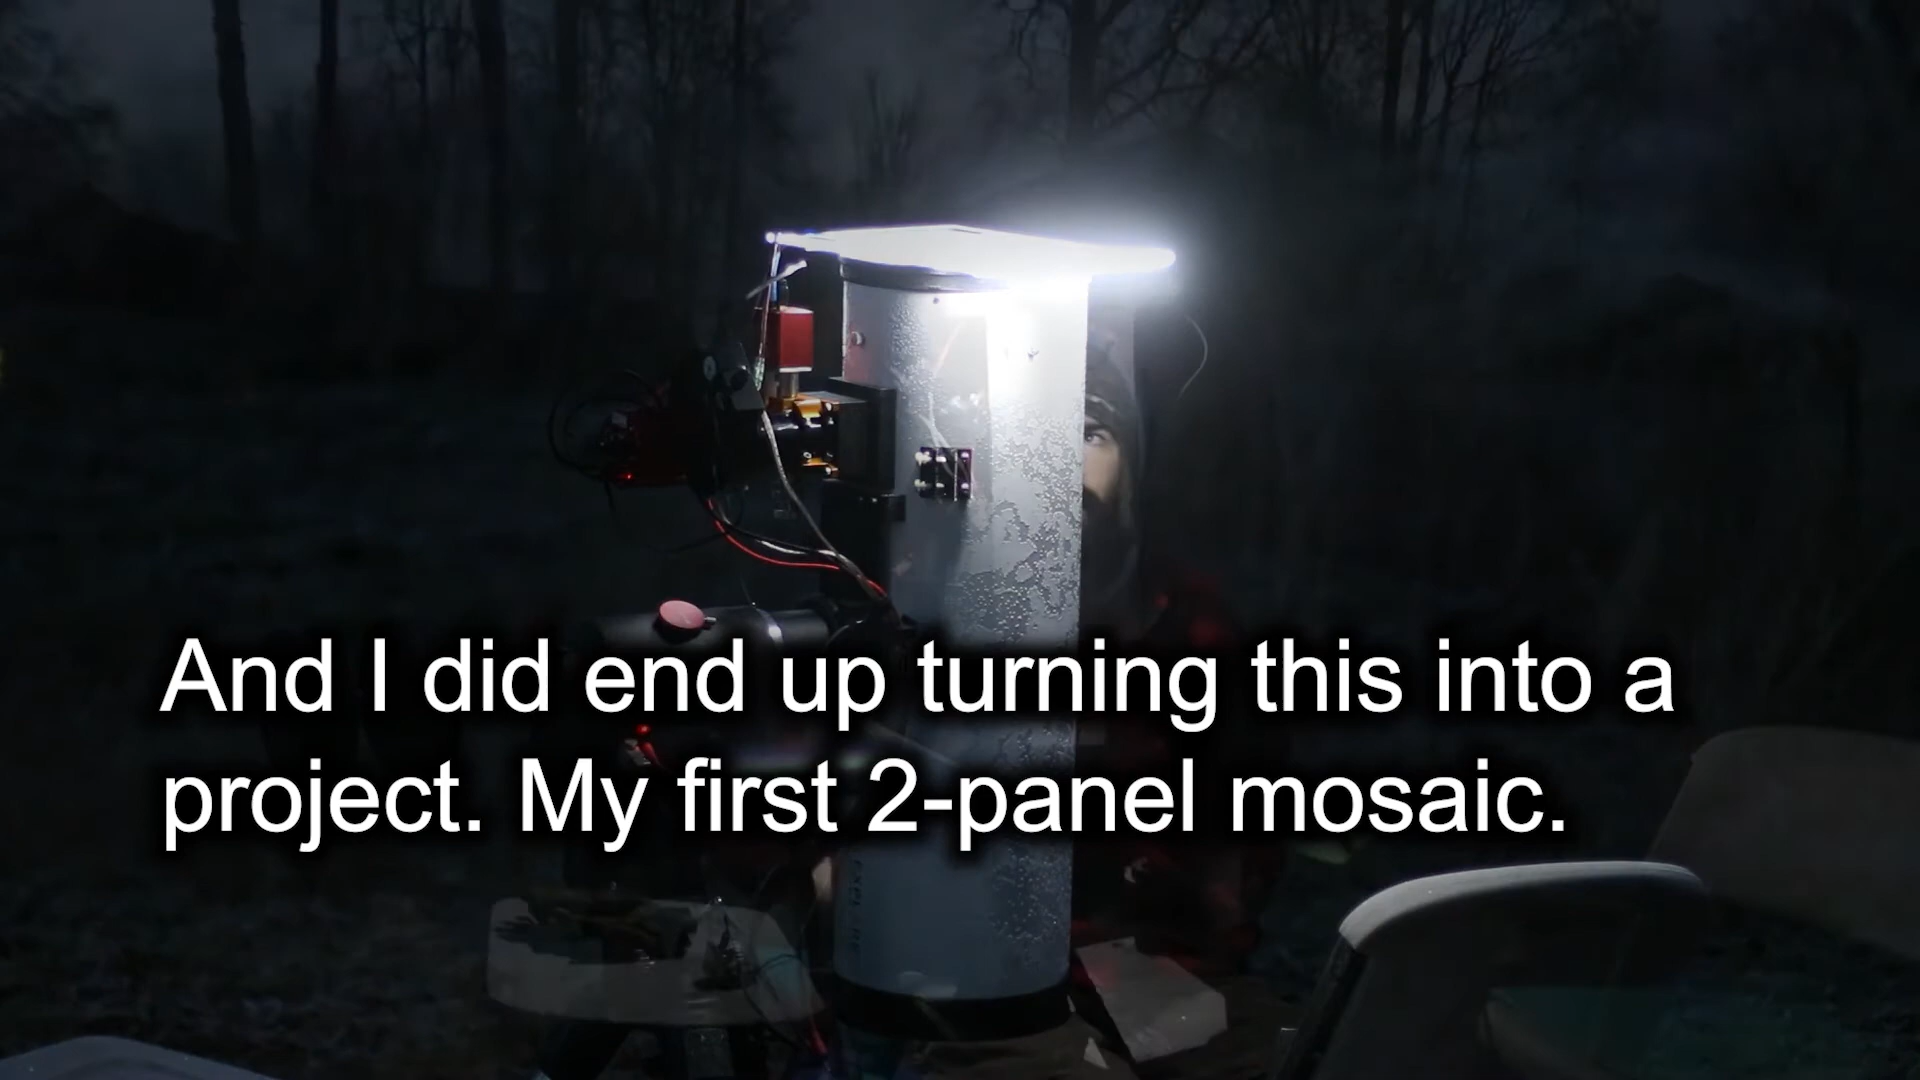 And I did end up turning this into a
project. My first 2-panel mosaic.